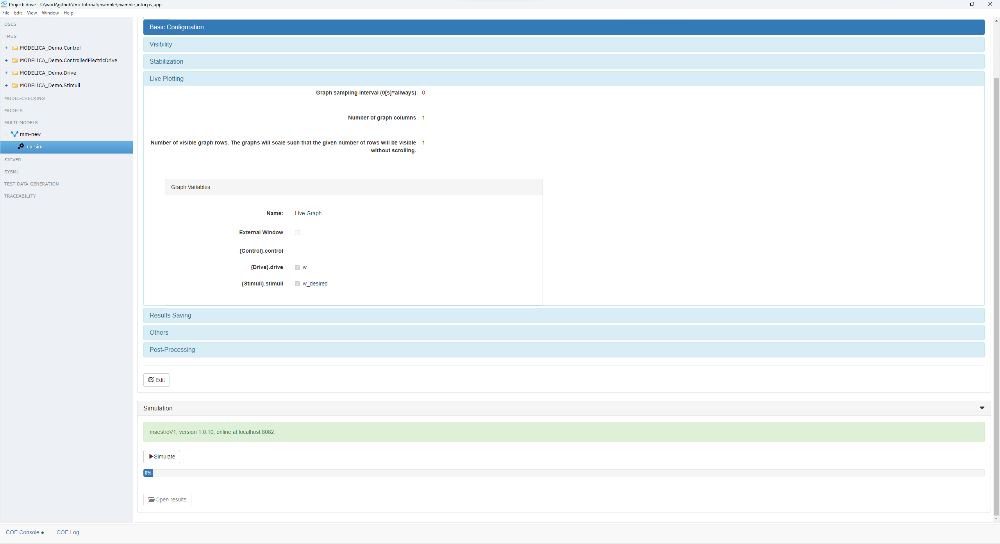 Project: drive - C:\work\github\fmi-tutorial\example\example_intocps_app
File Edit View Window Help
DSES
FMUS
+ MODELICA_Demo.Control
+ MODELICA_Demo.ControlledElectricDrive
+ MODELICA_Demo.Drive
+ MODELICA_Demo.Stimuli
MODEL-CHECKING
MODELS
MULTI-MODELS
- mm-new
co-sim
SIGVER
SYSML
TEST-DATA-GENERATION
TRACEABILITY
Basic Configuration
Visibility
Stabilization
Live Plotting
Graph sampling interval (0[s]=allways) 0
Number of graph columns 1
Number of visible graph rows. The graphs will scale such that the given number of rows will be visible 1
without scrolling.
Graph Variables
Name: Live Graph
External Window
{Control}.control
{Drive}.drive w
{Stimuli}.stimuli w_desired
Results Saving
Others
Post-Processing
Edit
Simulation
maestroV1, version 1.0.10, online at localhost:8082.
Simulate
0%
Open results
COE Console COE Log